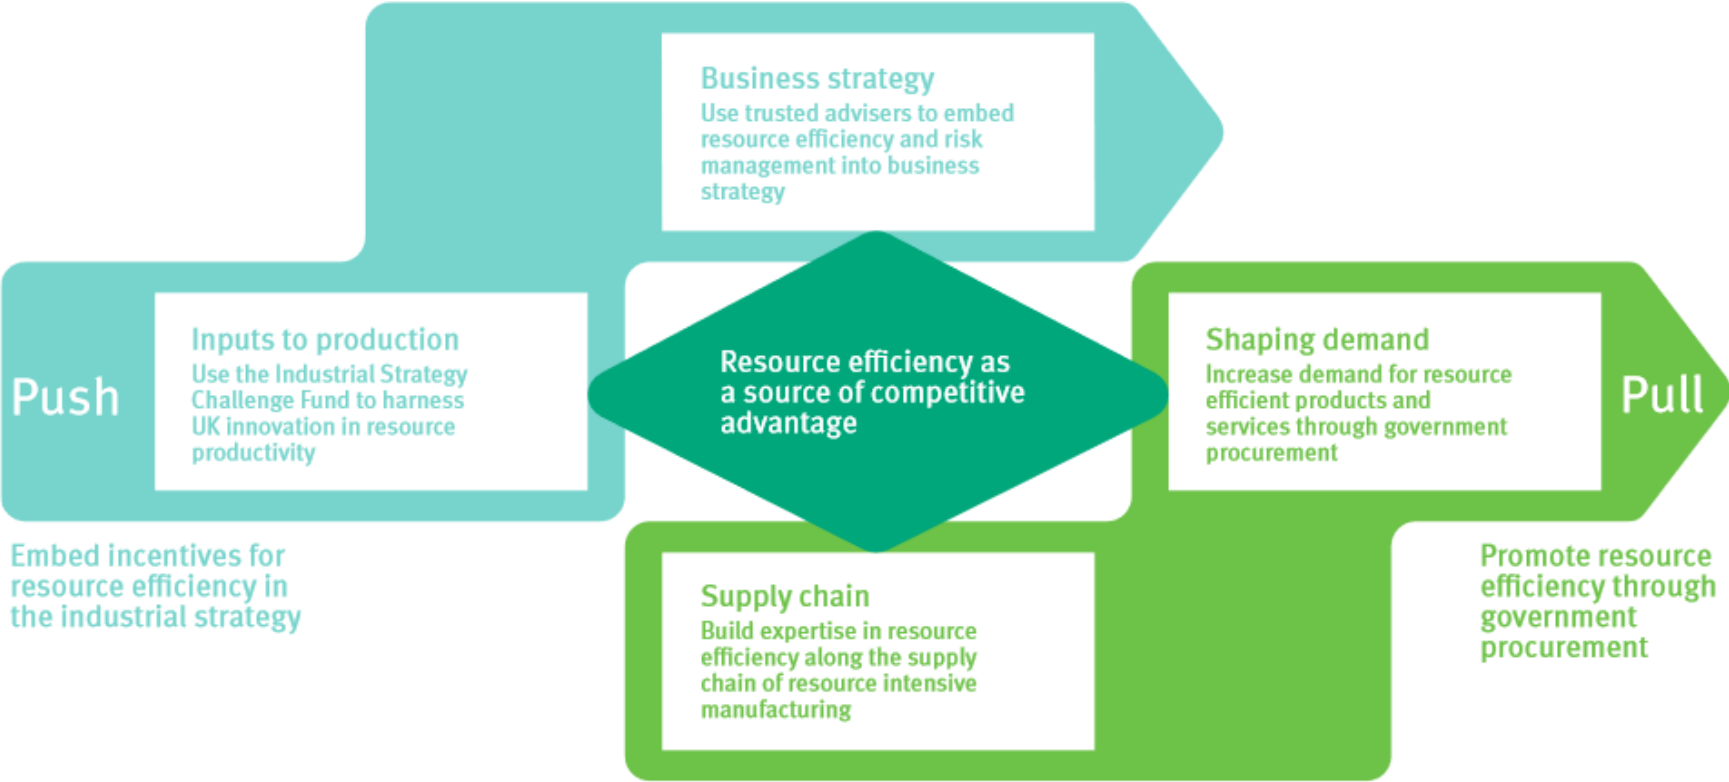 Business strategy
Use trusted advisers to embed
resource efficiency and risk
management into business
strategy
Push
Inputs to production
Use the Industrial Strategy
Challenge Fund to harness
UK innovation in resource
productivity
Resource efficiency as
a source of competitive
advantage
Shaping demand
Increase demand for resource
efficient products and
services through government
procurement
Pull
Embed incentives for
resource efficiency in
the industrial strategy
Supply chain
Build expertise in resource
efficiency along the supply
chain of resource intensive
manufacturing
Promote resource
efficiency through
government
procurement